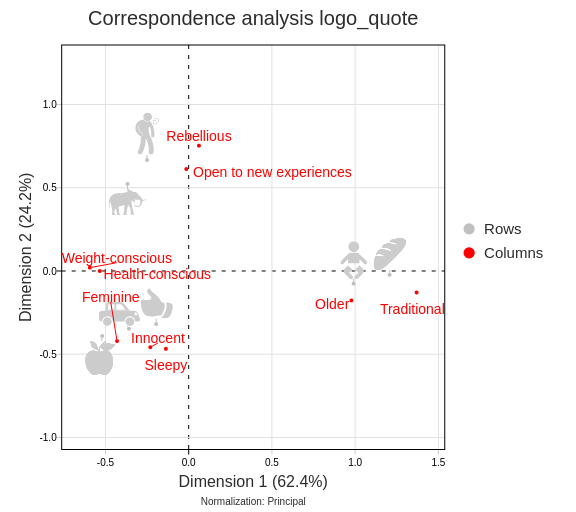 Correspondence analysis logo_quote
1.0
Rebellious
Open to new experiences
0.5
Rows
Weight-conscious
Columns
0.0
Health-conscious
Dimension 2 (24.2%)
Feminine
Older
Traditional
Innocent
-0.5
Sleepy
-1.0
-0.5
0.0
0.5
1.0
1.5
Dimension 1 (62.4%)
Normalization: Principal